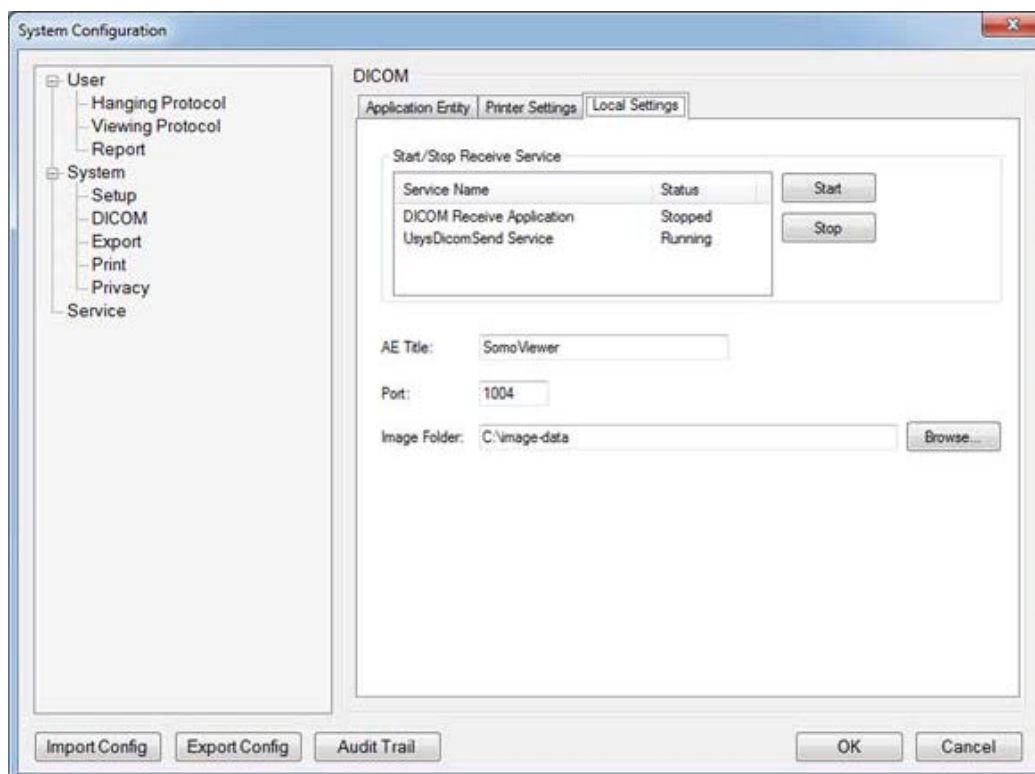 System Configuration
User
Hanging Protocol
Viewing Protocol
Report
System
Setup
DICOM
Export
Print
Privacy
Service
DICOM
Application Entity Printer Settings Local Settings
Start/Stop Receive Service
Service Name Status
DICOM Receive Application Stopped
UsysDicomSend Service Running
Start
Stop
AE Title: SomoViewer
Port: 1004
Image Folder: C:\image-data Browse...
Import Config Export Config Audit Trail OK Cancel